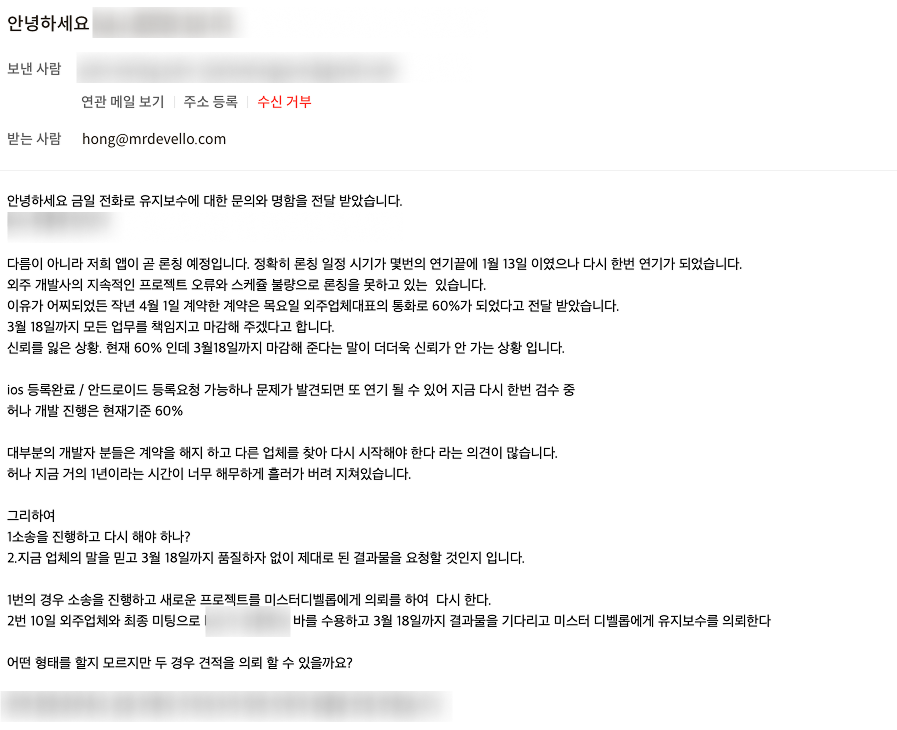 안녕하세요
보낸 사람
연관 메일 보기 주소 등록 수신 거부
받는 사람 hong@mrdevello.com
안녕하세요 금일 전화로 유지보수에 대한 문의와 명함을 전달 받았습니다.
다름이 아니라 저희 앱이 곧 론칭 예정입니다. 정확히 론칭 일정 시기가 몇번의 연기끝에 1월 13일 이였으나 다시 한번 연기가 되었습니다.
외주 개발사의 지속적인 프로젝트 오류와 스케쥴 불량으로 론칭을 못하고 있는 있습니다.
이유가 어찌되었든 작년 4월 1일 계약한 계약은 목요일 외주업체대표의 통화로 60%가 되었다고 전달 받았습니다.
3월 18일까지 모든 업무를 책임지고 마감해 주겠다고 합니다.
신뢰를 잃은 상황. 현재 60% 인데 3월18일까지 마감해 준다는 말이 더더욱 신뢰가 안 가는 상황 입니다.
ios 등록완료 / 안드로이드 등록요청 가능하나 문제가 발견되면 또 연기 될 수 있어 지금 다시 한번 검수 중
허나 개발 진행은 현재기준 60%
대부분의 개발자 분들은 계약을 해지 하고 다른 업체를 찾아 다시 시작해야 한다 라는 의견이 많습니다.
허나 지금 거의 1년이라는 시간이 너무 해무하게 흘러가 버려 지쳐있습니다.
그리하여
1소송을 진행하고 다시 해야 하나?
2.지금 업체의 말을 믿고 3월 18일까지 품질하자 없이 제대로 된 결과물을 요청할 것인지 입니다.
1번의 경우 소송을 진행하고 새로운 프로젝트를 미스터디벨롭에게 의뢰를 하여 다시 한다.
2번 10일 외주업체와 최종 미팅으로 바를 수용하고 3월 18일까지 결과물을 기다리고 미스터 디벨롭에게 유지보수를 의뢰한다
어떤 형태를 할지 모르지만 두 경우 견적을 의뢰 할 수 있을까요?